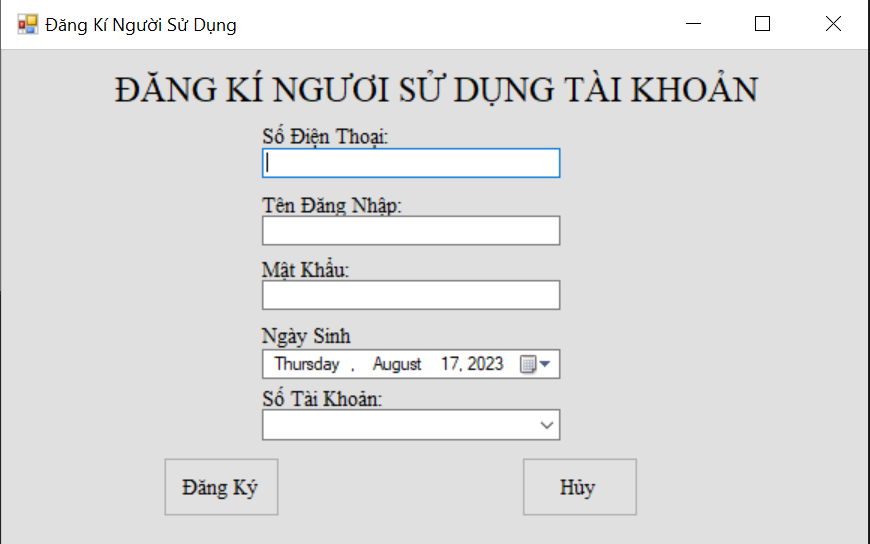 Đăng Kí Người Sử Dụng
ĐĂNG KÍ NGƯƠI SỬ DỤNG TÀI KHOẢN
Số Điện Thoại:
Tên Đăng Nhập:
Mật Khẩu:
Ngày Sinh
Thursday , August 17, 2023
Số Tài Khoản:
Đăng Ký Hủy